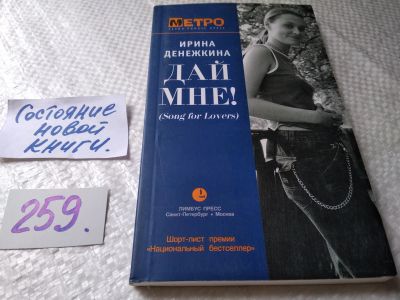 МЕТРО
ИРИНА
ДЕНЕЖКИНА
ДАЙ
МНЕ!
(Song for Lovers)
ЛИМБУС ПРЕСС
Санкт-Петербург • Москва
Шорт-лист премии
«Национальный бестселлер»
Состояние
новой
книги.
259.